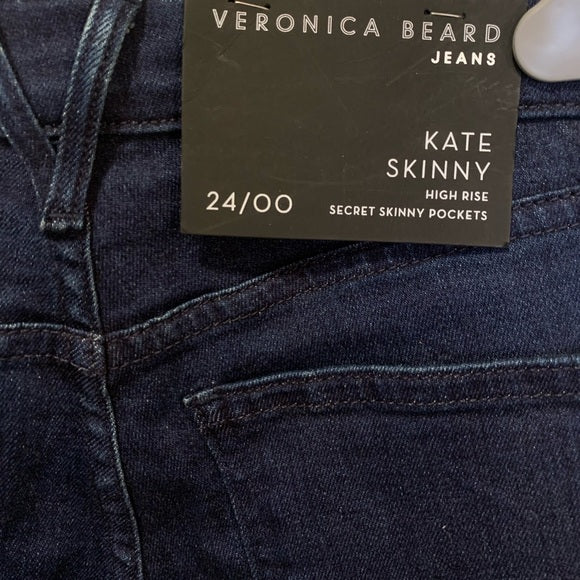 VERONICA BEARD
JEANS
KATE
SKINNY
HIGH RISE
24/00
SECRET SKINNY POCKETS